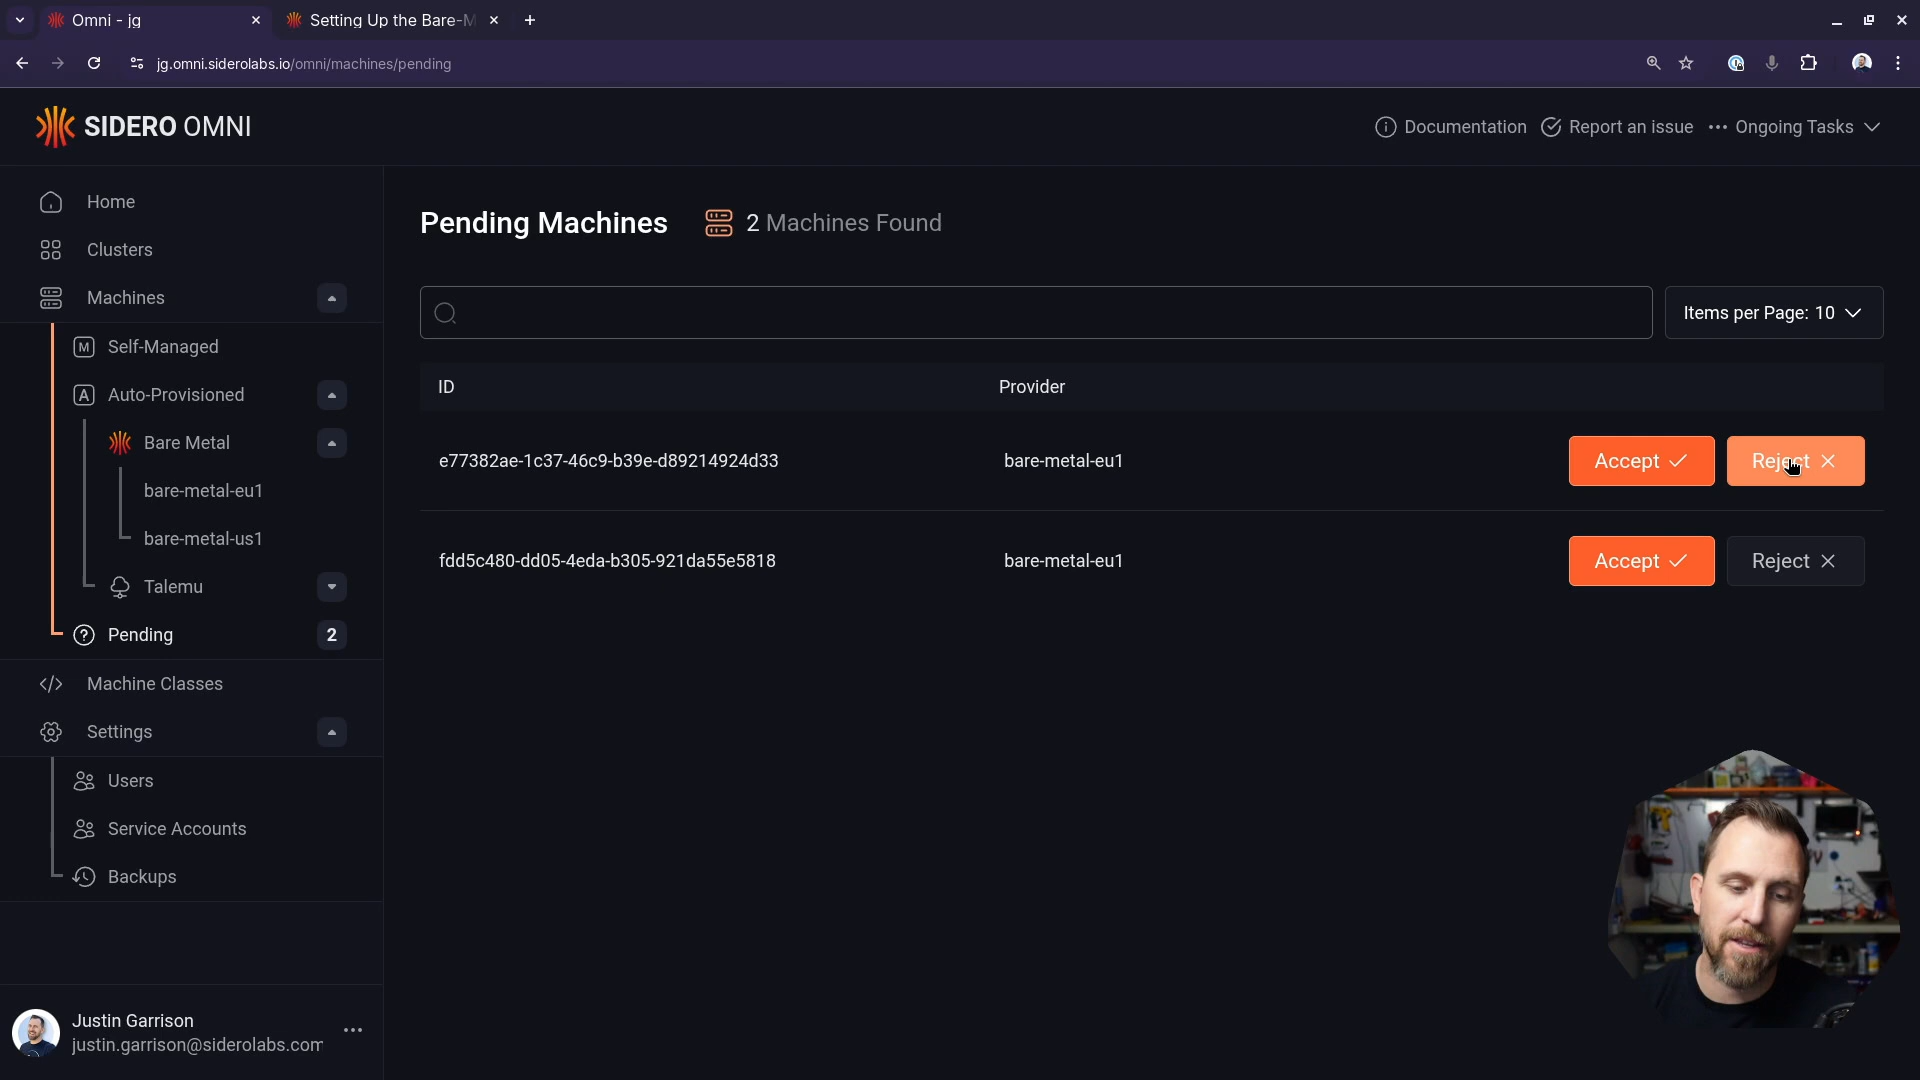 Omni - jg
Setting Up the Bare-M
jg.omni.siderolabs.io/omni/machines/pending
SIDERO OMNI
Documentation
Report an issue
Ongoing Tasks
Home
Clusters
Machines
M Self-Managed
A Auto-Provisioned
Bare Metal
bare-metal-eu1
bare-metal-us1
Talemu
Pending 2
Machine Classes
Settings
Users
Service Accounts
Backups
Justin Garrison
justin.garrison@siderolabs.com
Pending Machines
2 Machines Found
Items per Page: 10
ID Provider
e77382ae-1c37-46c9-b39e-d89214924d33 bare-metal-eu1 Accept Reject
fdd5c480-dd05-4eda-b305-921da55e5818 bare-metal-eu1 Accept Reject